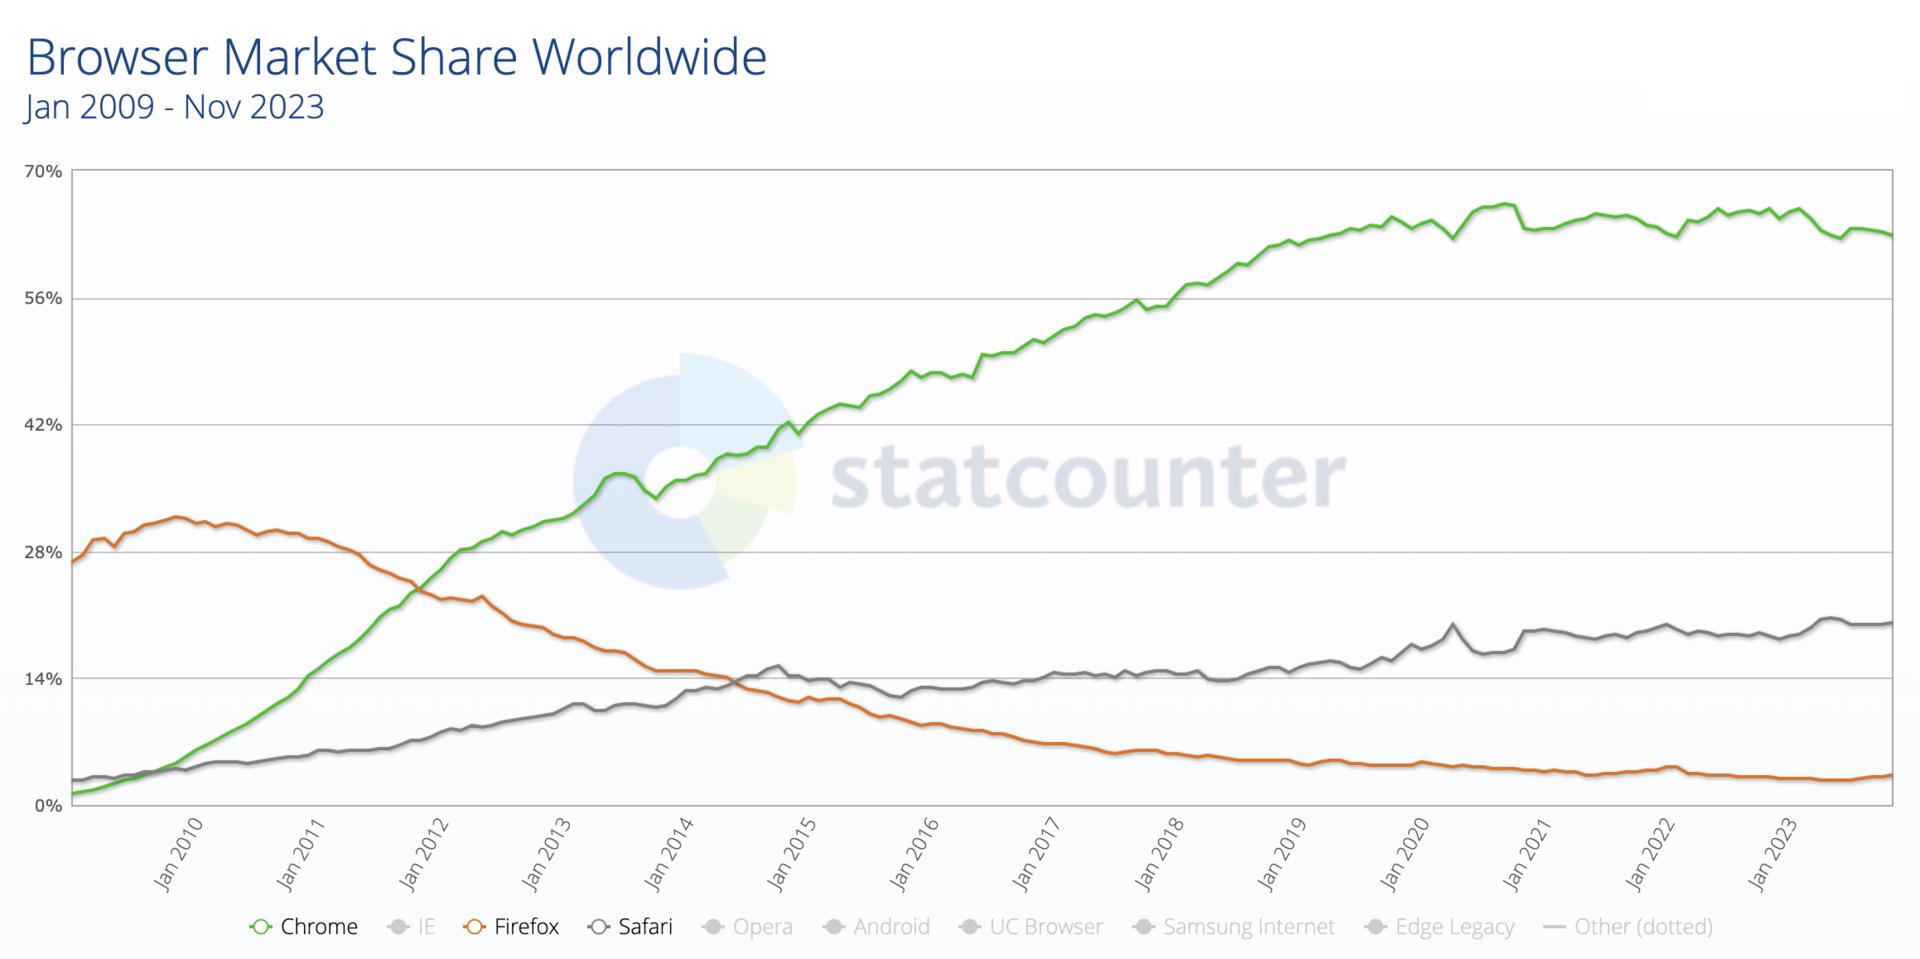 Browser Market Share Worldwide
Jan 2009 - Nov 2023
70%
56%
42%
28%
14%
0%
statcounter
Jan 2010
Jan 2011
Jan 2012
Jan 2013
Jan 2014
Jan 2015
Jan 2016
Jan 2017
Jan 2018
Jan 2019
Jan 2020
Jan 2021
Jan 2022
Jan 2023
Chrome IE Firefox Safari Opera Android UC Browser Samsung Internet Edge Legacy Other (dotted)